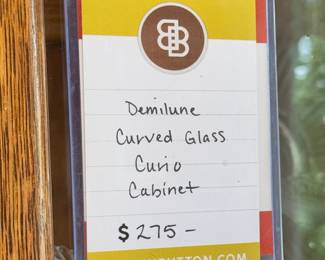 Demilune
Curved Glass
Curio
Cabinet
$275-